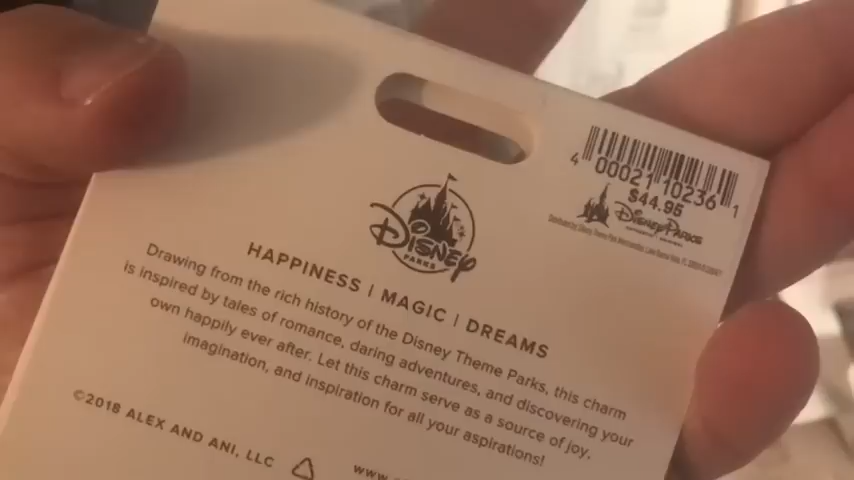 4 00021 10236 1
$44.95
Disney Parks
Disney
PARKS
HAPPINESS | MAGIC | DREAMS
Drawing from the rich history of the Disney Theme Parks, this charm
is inspired by tales of romance, daring adventures, and discovering your
own happily ever after. Let this charm serve as a source of joy,
imagination, and inspiration for all your aspirations!
©2018 ALEX AND ANI, LLC
www.